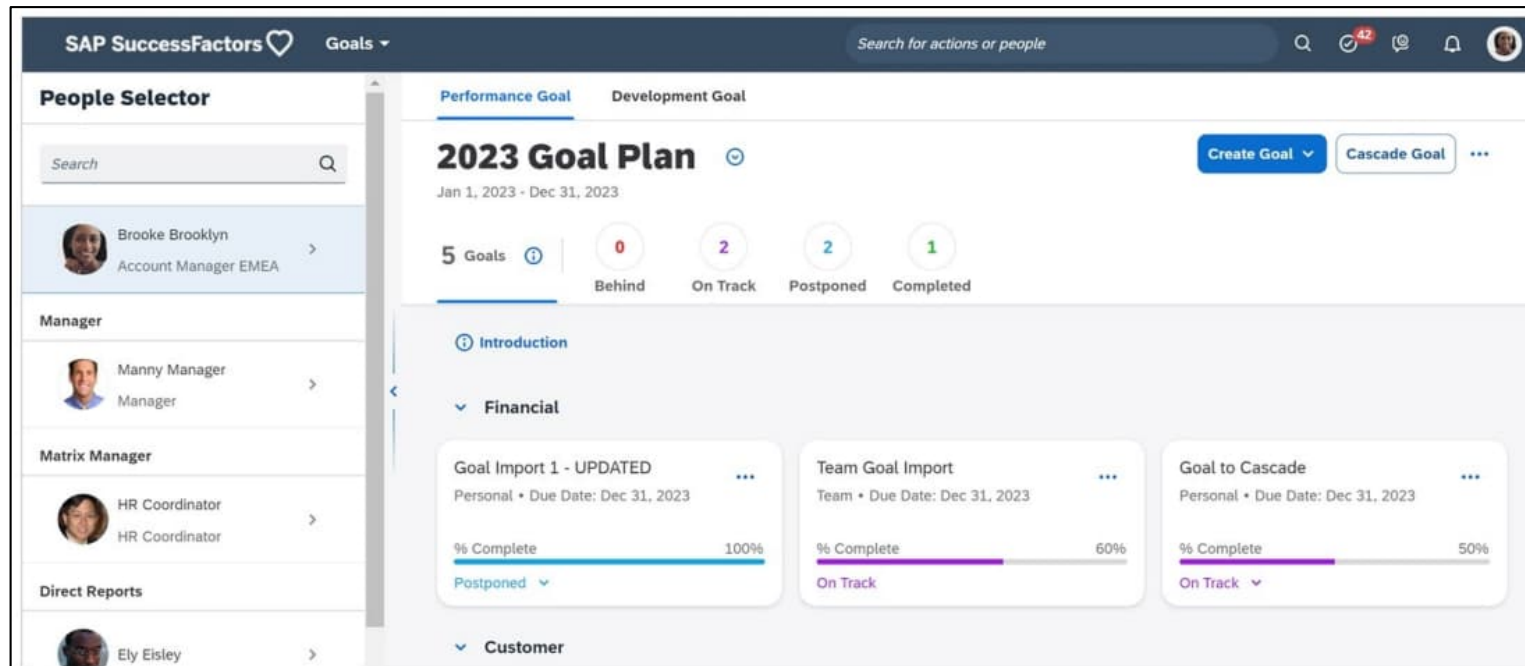 SAP SuccessFactors Goals Search for actions or people 42
People Selector
Search
Brooke Brooklyn
Account Manager EMEA
Manager
Manny Manager
Manager
Matrix Manager
HR Coordinator
HR Coordinator
Direct Reports
Ely Eisley
Performance Goal Development Goal
2023 Goal Plan
Create Goal Cascade Goal
Jan 1, 2023 - Dec 31, 2023
5 Goals
0 2 2 1
Behind On Track Postponed Completed
Introduction
Financial
Goal Import 1 - UPDATED
Personal • Due Date: Dec 31, 2023
% Complete 100%
Postponed
Team Goal Import
Team • Due Date: Dec 31, 2023
% Complete 60%
On Track
Goal to Cascade
Personal • Due Date: Dec 31, 2023
% Complete 50%
On Track
Customer